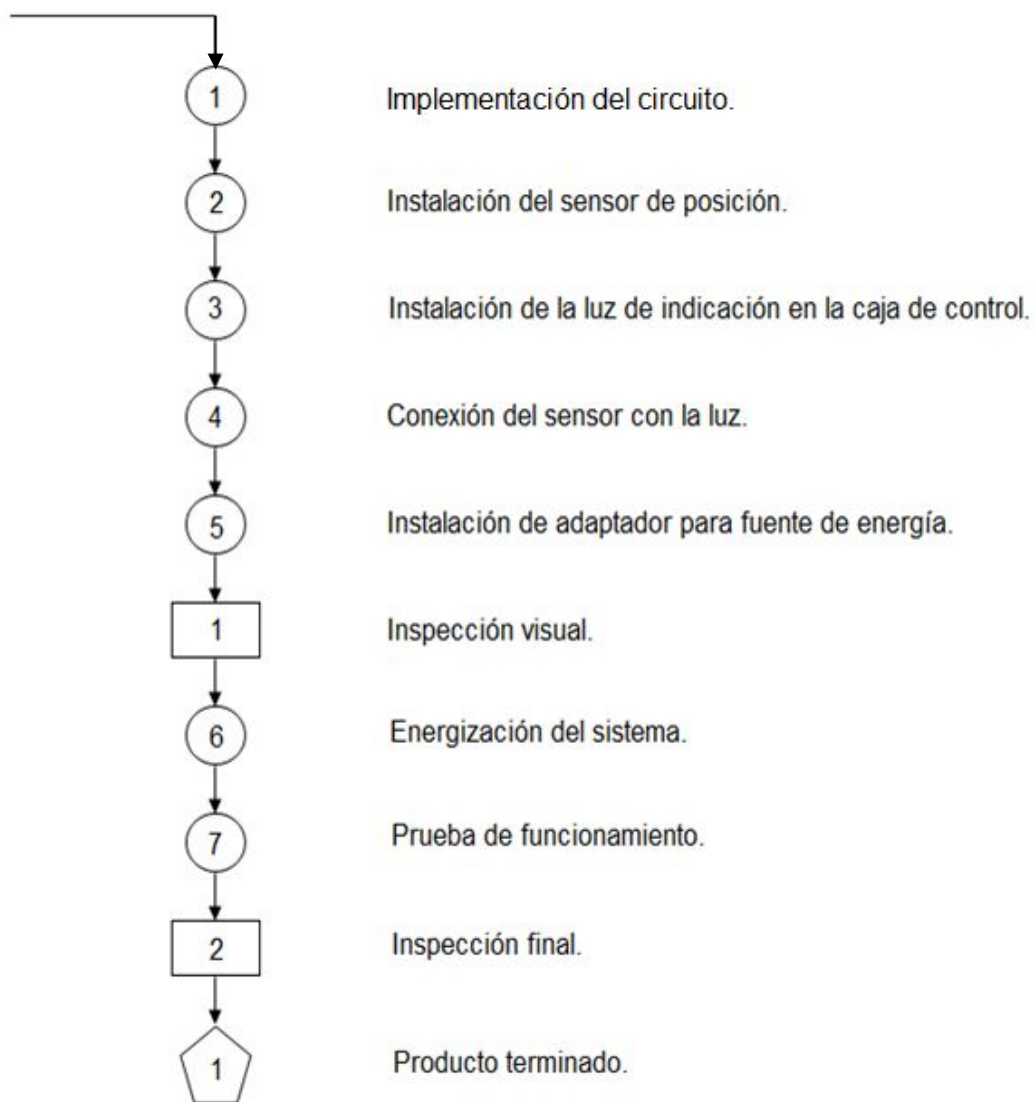 1 Implementación del circuito.
2 Instalación del sensor de posición.
3 Instalación de la luz de indicación en la caja de control.
4 Conexión del sensor con la luz.
5 Instalación de adaptador para fuente de energía.
1 Inspección visual.
6 Energización del sistema.
7 Prueba de funcionamiento.
2 Inspección final.
1 Producto terminado.